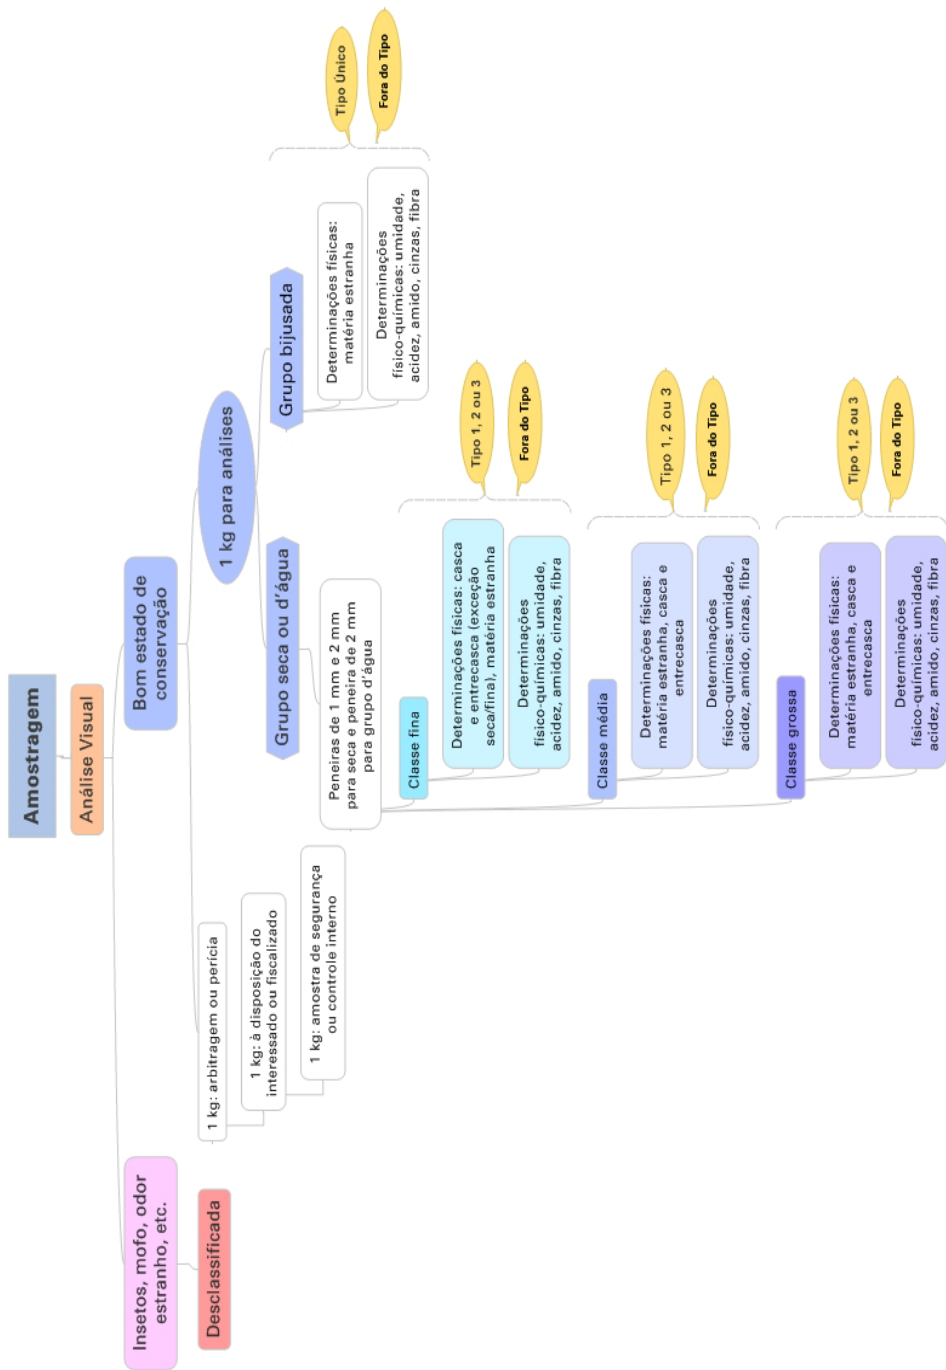 Amostragem
Análise Visual
Insetos, mofo, odor
estranho, etc.
Desclassificada
Bom estado de
conservação
1 kg: arbitragem ou perícia
1 kg: à disposição do
interessado ou fiscalizado
1 kg: amostra de segurança
ou controle interno
1 kg para análises
Grupo seca ou d’água
Peneiras de 1 mm e 2 mm
para seca e peneira de 2 mm
para grupo d’água
Classe fina
Determinações físicas: casca
e entrecasca (exceção
seca/fina), matéria estranha
Determinações
físico-químicas: umidade,
acidez, amido, cinzas, fibra
Tipo 1, 2 ou 3
Fora do Tipo
Classe média
Determinações físicas:
matéria estranha, casca e
entrecasca
Determinações
físico-químicas: umidade,
acidez, amido, cinzas, fibra
Tipo 1, 2 ou 3
Fora do Tipo
Classe grossa
Determinações físicas:
matéria estranha, casca e
entrecasca
Determinações
físico-químicas: umidade,
acidez, amido, cinzas, fibra
Tipo 1, 2 ou 3
Fora do Tipo
Grupo bijusada
Determinações físicas:
matéria estranha
Determinações
físico-químicas: umidade,
acidez, amido, cinzas, fibra
Tipo Único
Fora do Tipo